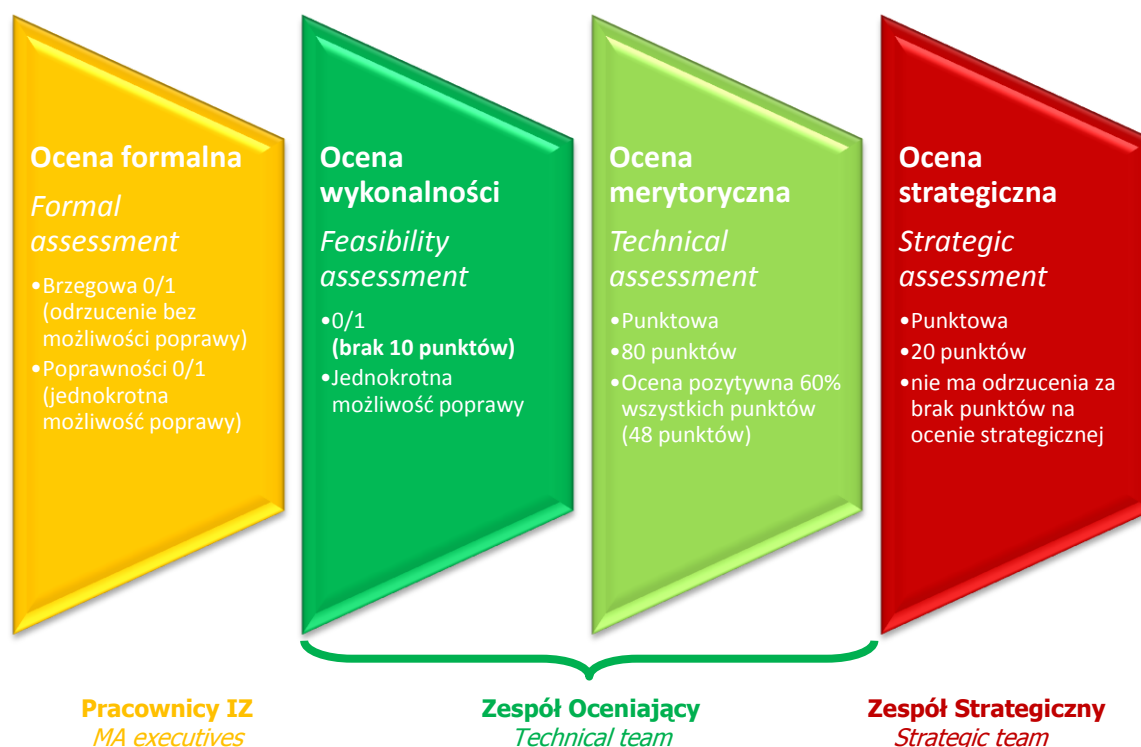 Ocena formalna
Formal
assessment
•Brzegowa 0/1
(odrzucenie bez
możliwości poprawy)
•Poprawności 0/1
(jednokrotna
możliwość poprawy)
Ocena
wykonalności
Feasibility
assessment
•0/1
(brak 10 punktów)
•Jednokrotna
możliwość poprawy
Ocena
merytoryczna
Technical
assessment
•Punktowa
•80 punktów
•Ocena pozytywna 60%
wszystkich punktów
(48 punktów)
Ocena
strategiczna
Strategic
assessment
•Punktowa
•20 punktów
•nie ma odrzucenia za
brak punktów na
ocenie strategicznej
Pracownicy IZ
MA executives
Zespół Oceniający
Technical team
Zespół Strategiczny
Strategic team